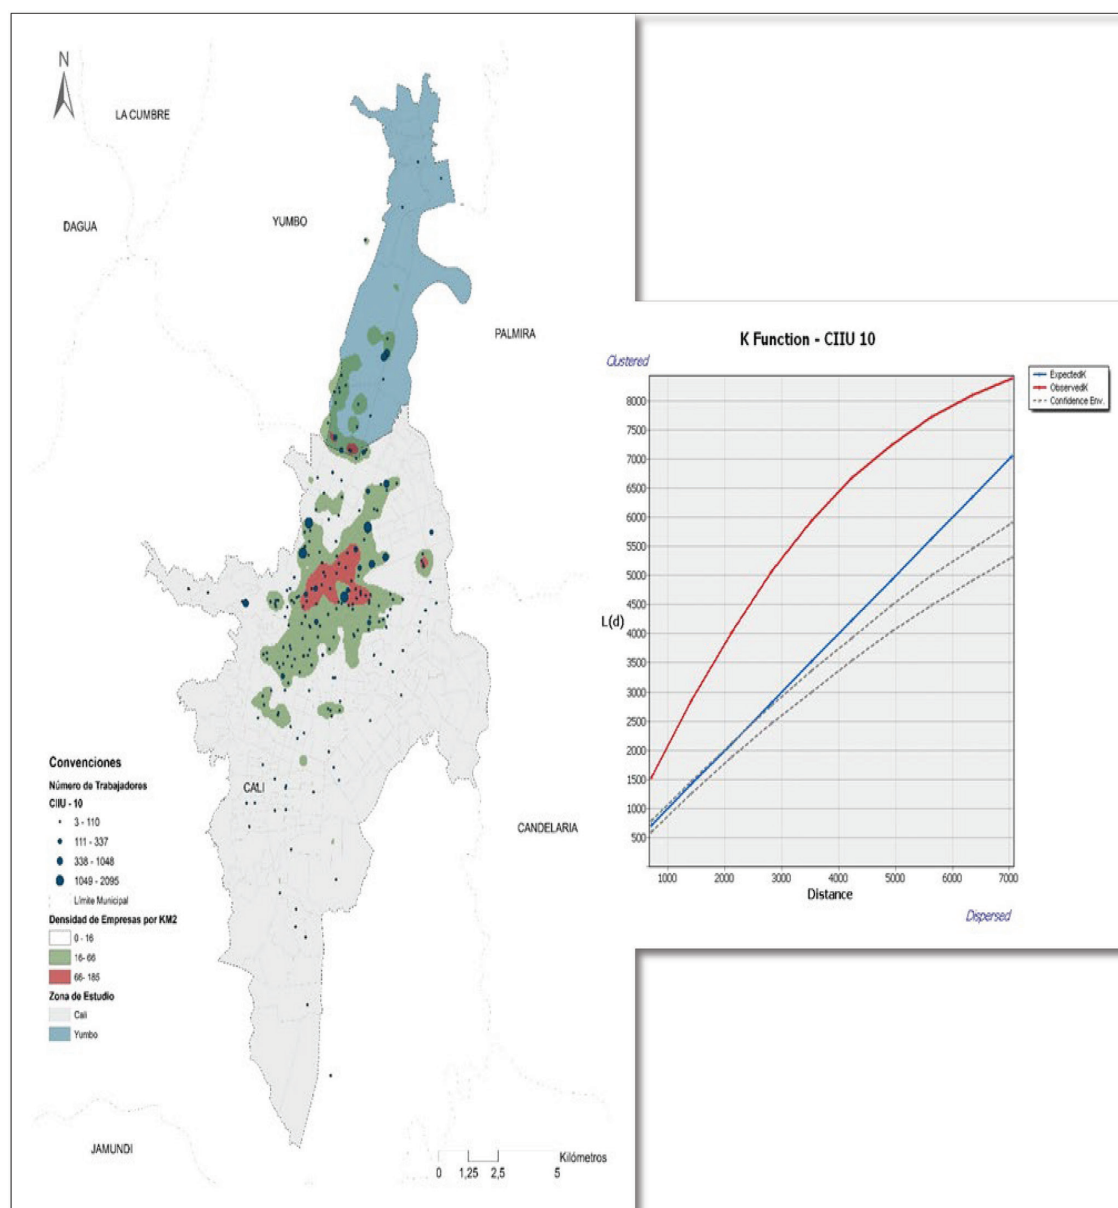 N
LA CUMBRE
DAGUA
YUMBO
PALMIRA
K Function - CIIU 10
Clustered
ExpectedK
ObservedK
Confidence Env.
8000
7500
7000
6500
6000
5500
5000
4500
4000
3500
3000
2500
2000
1500
1000
500
L(d)
1000 2000 3000 4000 5000 6000 7000
Distance
Dispersed
Convenciones
Número de Trabajadores
CIIU - 10
3 - 110
111 - 337
338 - 1048
1049 - 2095
Límite Municipal
Densidad de Empresas por KM2
0 - 16
16- 66
66- 185
Zona de Estudio
Cali
Yumbo
CALI
CANDELARIA
JAMUNDI
Kilómetros
0 1,25 2,5 5